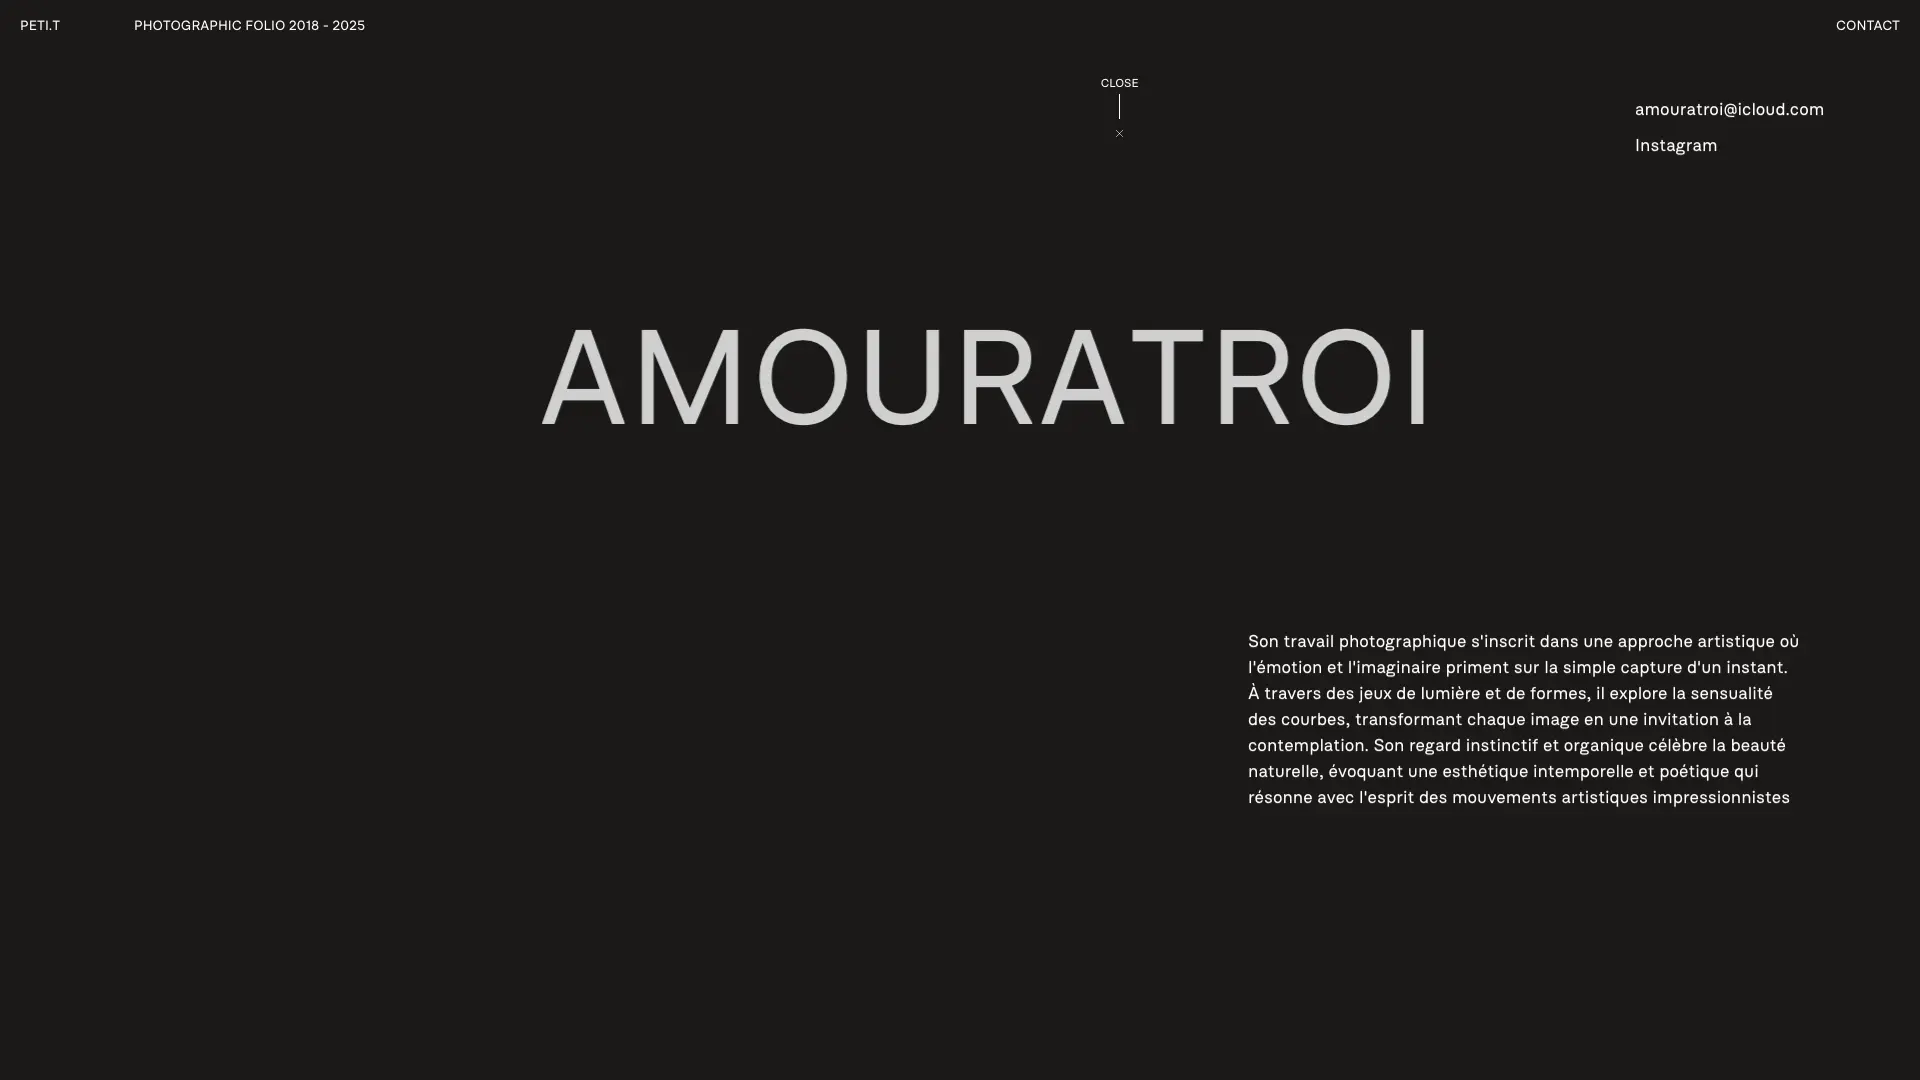 PETI.T
PHOTOGRAPHIC FOLIO 2018 - 2025
CONTACT
CLOSE
amouratroi@icloud.com
Instagram
AMOURATROI
Son travail photographique s'inscrit dans une approche artistique où
l'émotion et l'imaginaire priment sur la simple capture d'un instant.
À travers des jeux de lumière et de formes, il explore la sensualité
des courbes, transformant chaque image en une invitation à la
contemplation. Son regard instinctif et organique célèbre la beauté
naturelle, évoquant une esthétique intemporelle et poétique qui
résonne avec l'esprit des mouvements artistiques impressionnistes